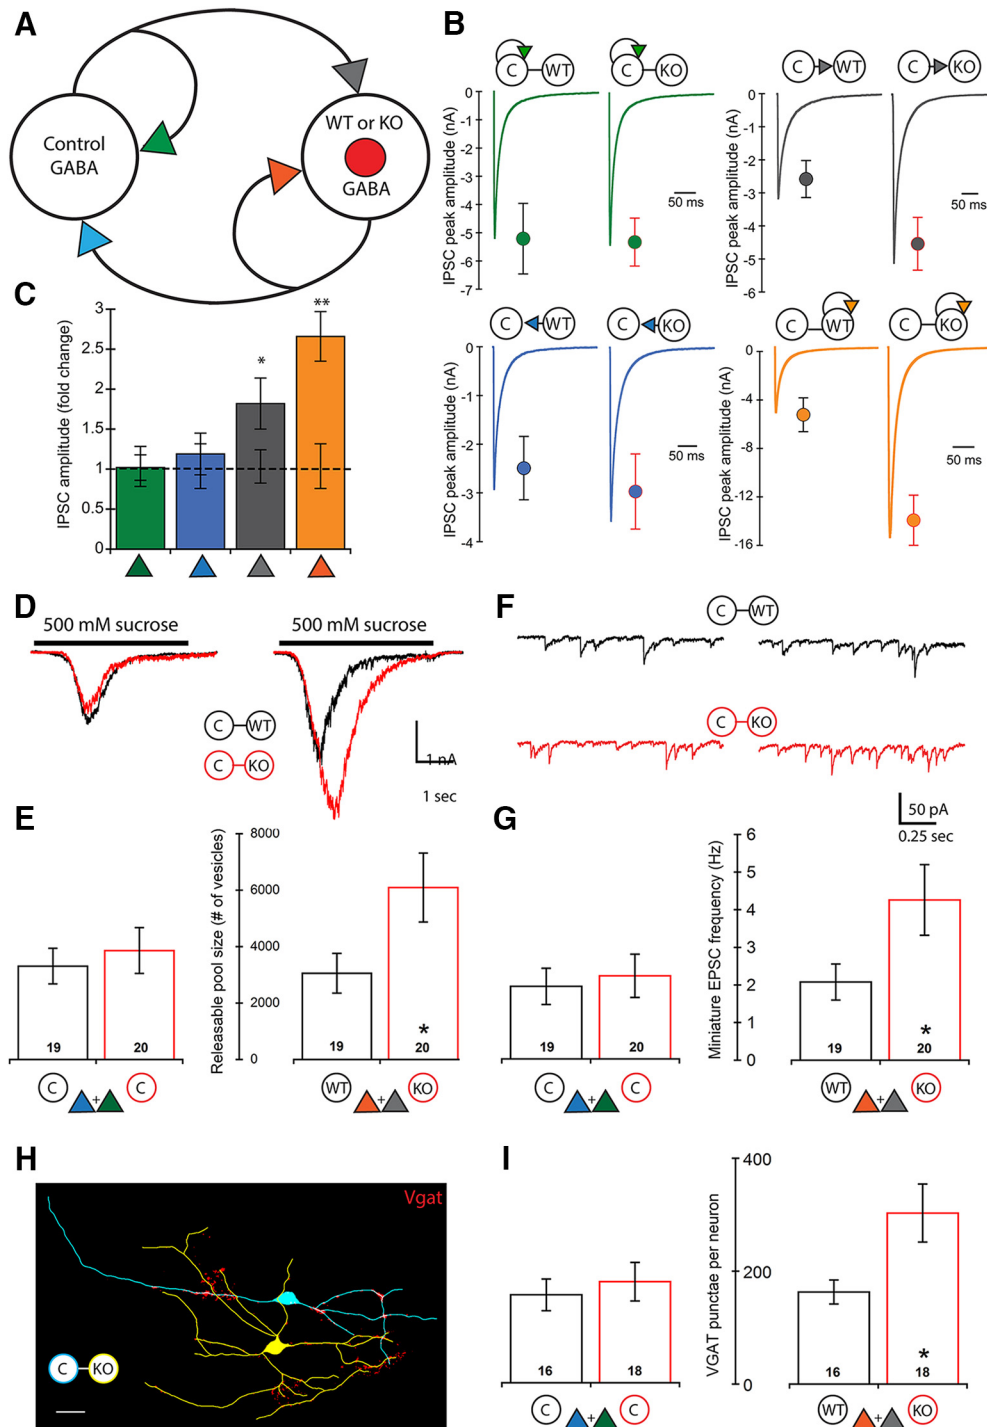 A
Control
GABA
WT or KO
GABA
B
C WT
C KO
IPSC peak amplitude (nA)
0
-1
-2
-3
-4
-5
-6
-7
50 ms
C WT
C KO
IPSC peak amplitude (nA)
0
-1
-2
-3
-4
-5
-6
50 ms
C WT
C KO
IPSC peak amplitude (nA)
0
-1
-2
-3
-4
50 ms
C WT
C KO
IPSC peak amplitude (nA)
0
-4
-8
-12
-16
50 ms
C
IPSC amplitude (fold change)
3
2.5
2
1.5
1
0.5
0
*
**
D
500 mM sucrose
500 mM sucrose
C WT
C KO
1 nA
1 sec
E
Releasable pool size (# of vesicles)
8000
6000
4000
2000
0
19
20
19
*
20
C + C
WT + KO
F
C WT
C KO
50 pA
0.25 sec
G
Miniature EPSC frequency (Hz)
6
5
4
3
2
1
0
19
20
19
*
20
C + C
WT + KO
H
Vgat
C KO
I
VGAT punctae per neuron
400
200
0
16
18
16
*
18
C + C
WT + KO